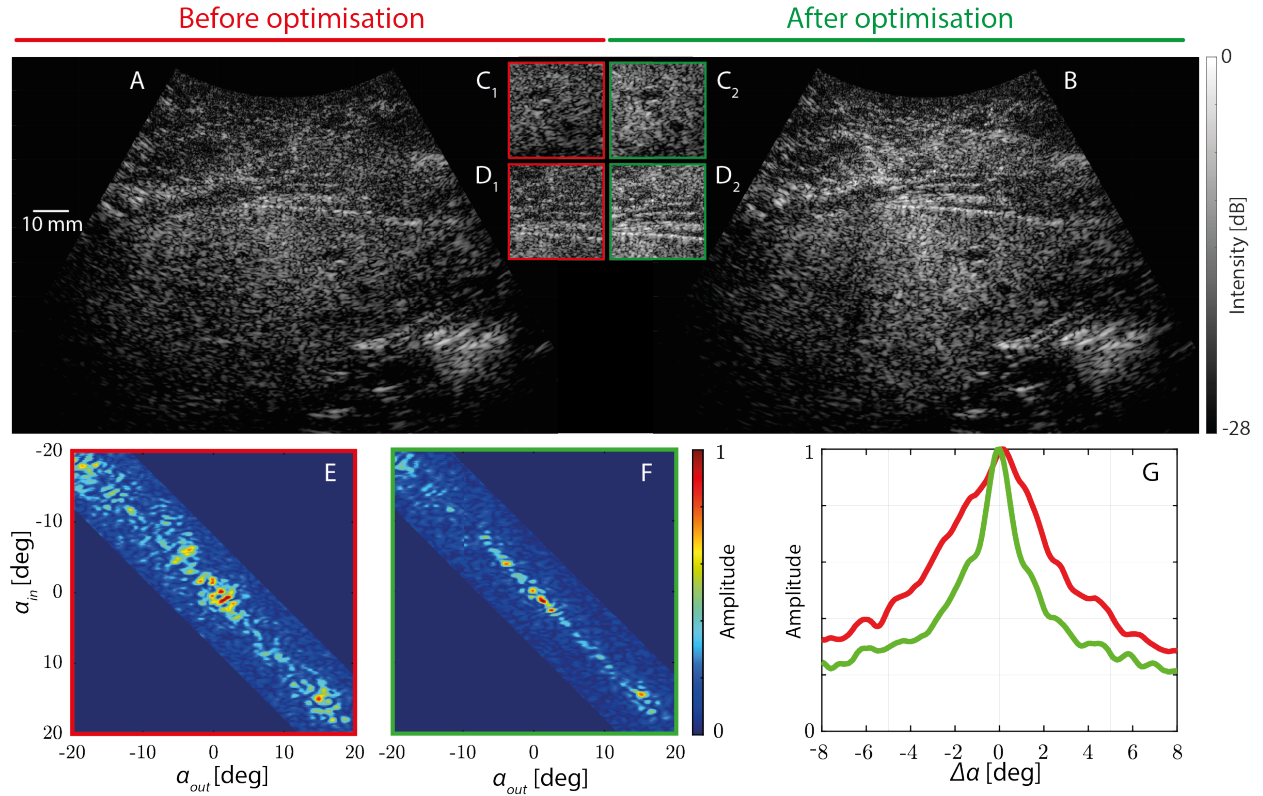 Before optimisation
After optimisation
A
C1
C2
B
0
D1
D2
10 mm
Intensity [dB]
-28
-20
E
F
1
1
G
-10
αin [deg]
0
Amplitude
Amplitude
10
20
0
0
-20
-10
0
10
20
-20
-10
0
10
20
-8
-6
-4
-2
0
2
4
6
8
αout [deg]
αout [deg]
Δα [deg]